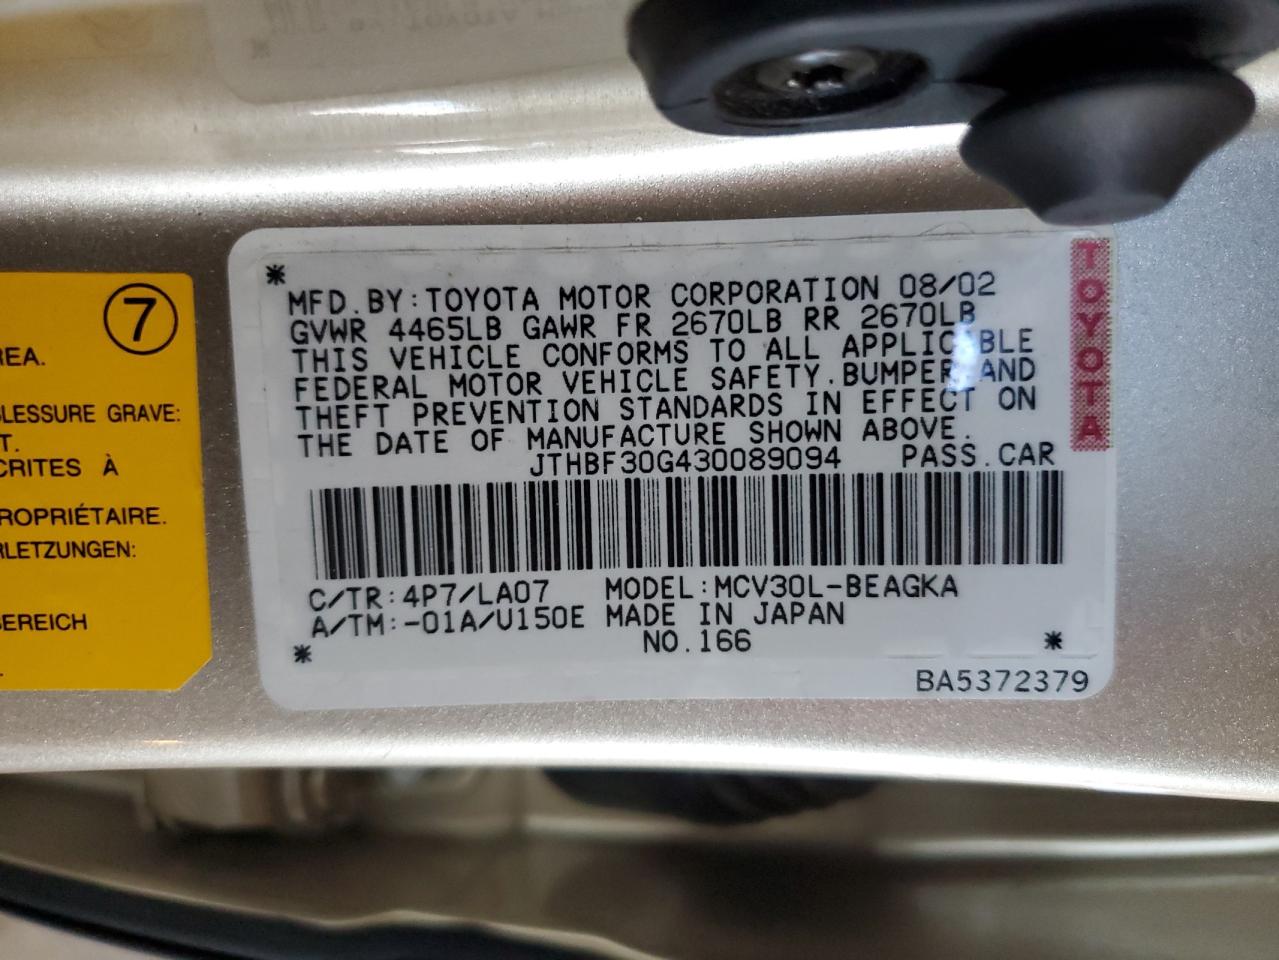 * MFD.BY:TOYOTA MOTOR CORPORATION 08/02
GVWR 4465LB GAWR FR 2670LB RR 2670LB
THIS VEHICLE CONFORMS TO ALL APPLICABLE
FEDERAL MOTOR VEHICLE SAFETY.BUMPER AND
THEFT PREVENTION STANDARDS IN EFFECT ON
THE DATE OF MANUFACTURE SHOWN ABOVE.
JTHBF30G430089094 PASS.CAR
C/TR:4P7/LA07 MODEL:MCV30L-BEAGKA
A/TM:-01A/U150E MADE IN JAPAN
* NO.166 *
BA5372379
TOYOTA
7
REA.
BLESSURE GRAVE:
T.
CRITES À
PROPRIÉTAIRE.
RLETZUNGEN:
BEREICH